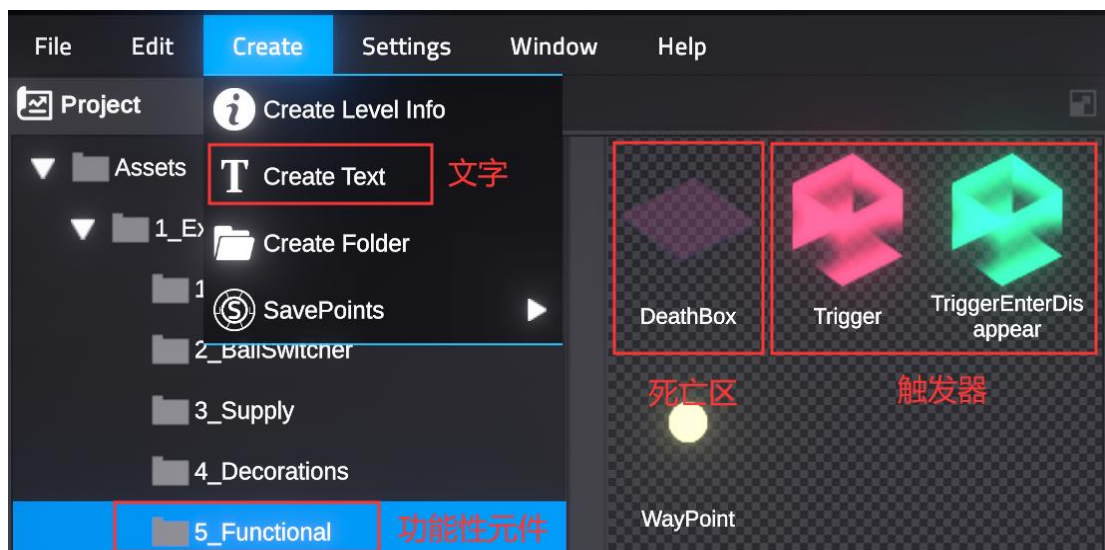 File Edit Create Settings Window Help
Project
Create Level Info
Assets
Create Text 文字
Create Folder
SavePoints
2_BallSwitcher
3_Supply
4_Decorations
5_Functional 功能性元件
DeathBox
Trigger
TriggerEnterDis
appear
死亡区
触发器
WayPoint